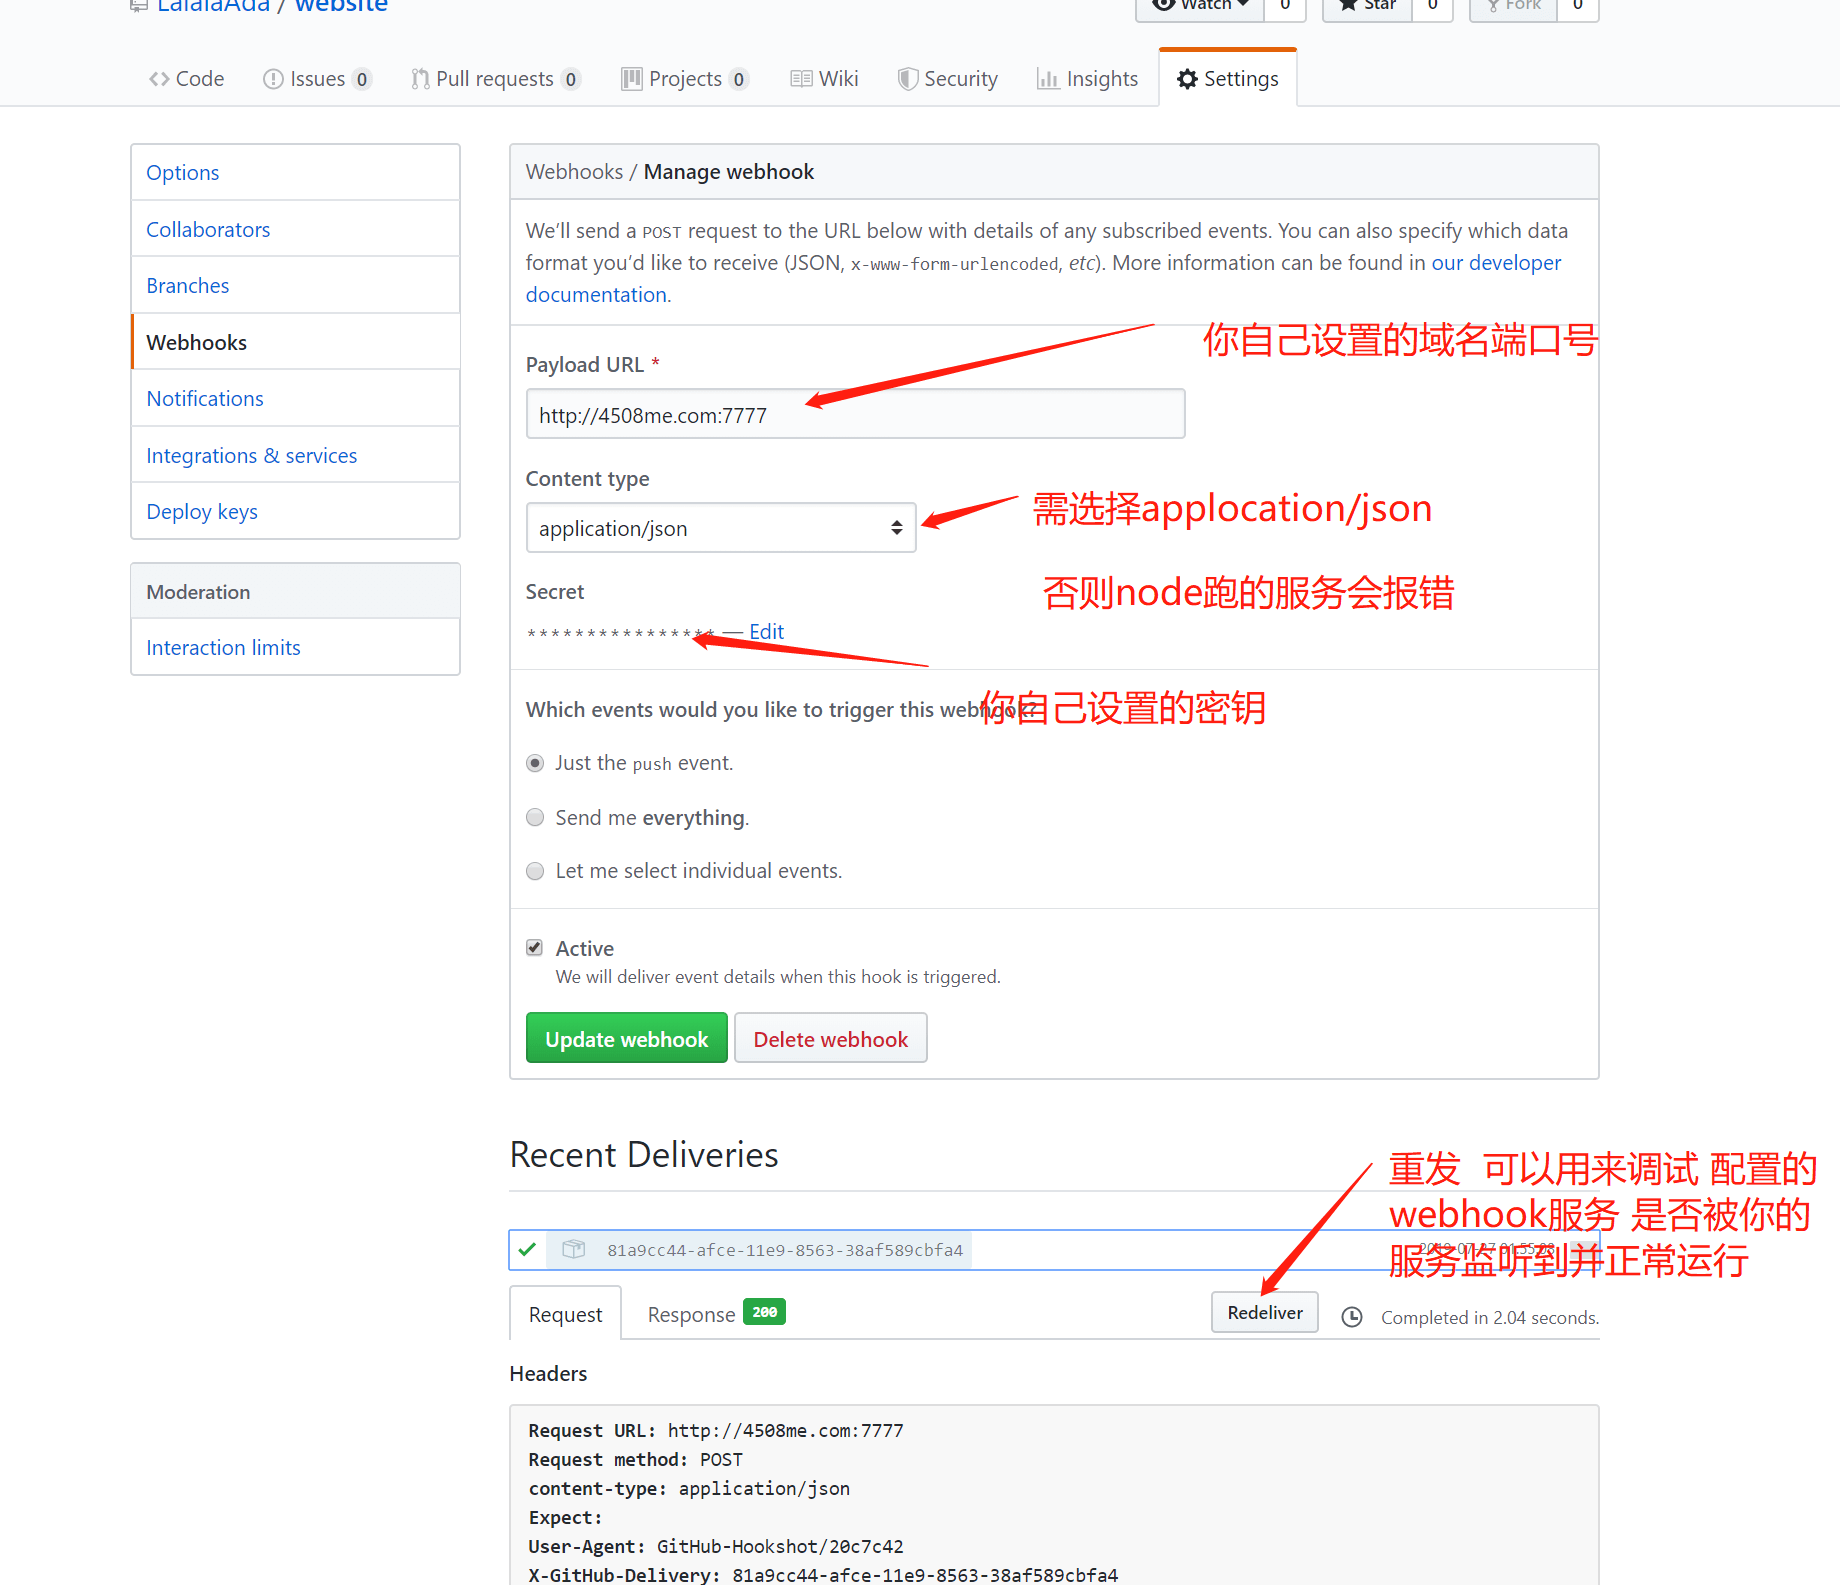 LalalaAda / website
Watch 0 Star 0 Fork 0
Code Issues 0 Pull requests 0 Projects 0 Wiki Security Insights Settings
Options
Collaborators
Branches
Webhooks
Notifications
Integrations & services
Deploy keys
Moderation
Interaction limits
Webhooks / Manage webhook
We’ll send a POST request to the URL below with details of any subscribed events. You can also specify which data
format you’d like to receive (JSON, x-www-form-urlencoded, etc). More information can be found in our developer
documentation.
你自己设置的域名端口号
Payload URL *
http://4508me.com:7777
Content type
application/json
需选择applocation/json
否则node跑的服务会报错
Secret
**************** — Edit
你自己设置的密钥
Which events would you like to trigger this webhook?
Just the push event.
Send me everything.
Let me select individual events.
Active
We will deliver event details when this hook is triggered.
Update webhook Delete webhook
Recent Deliveries
重发 可以用来调试 配置的
webhook服务 是否被你的
服务监听到并正常运行
81a9cc44-afce-11e9-8563-38af589cbfa4
Request Response 200 Redeliver Completed in 2.04 seconds.
Headers
Request URL: http://4508me.com:7777
Request method: POST
content-type: application/json
Expect:
User-Agent: GitHub-Hookshot/20c7c42
X-GitHub-Delivery: 81a9cc44-afce-11e9-8563-38af589cbfa4